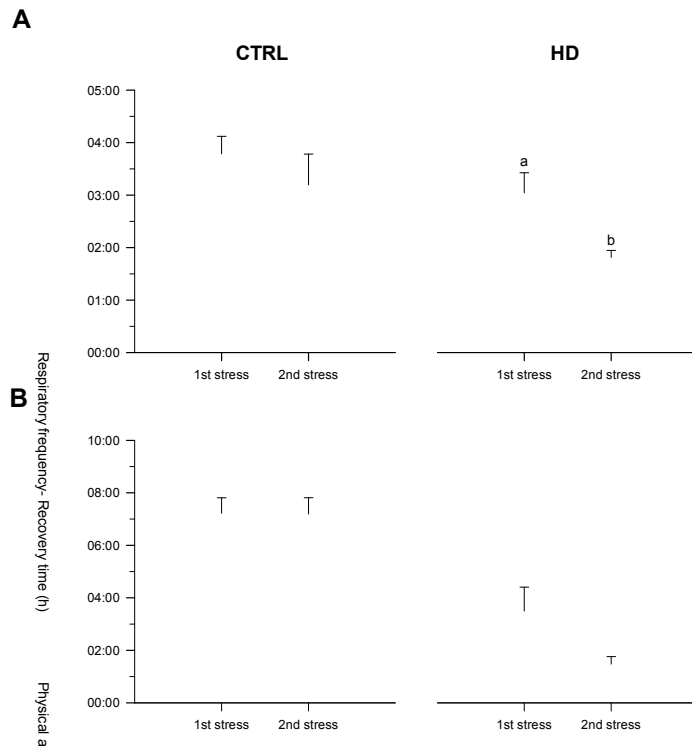 A
CTRL
HD
05:00
04:00
03:00
02:00
01:00
00:00
a
b
1st stress
2nd stress
1st stress
2nd stress
Respiratory frequency- Recovery time (h)
B
10:00
08:00
06:00
04:00
02:00
00:00
1st stress
2nd stress
1st stress
2nd stress
Physical a